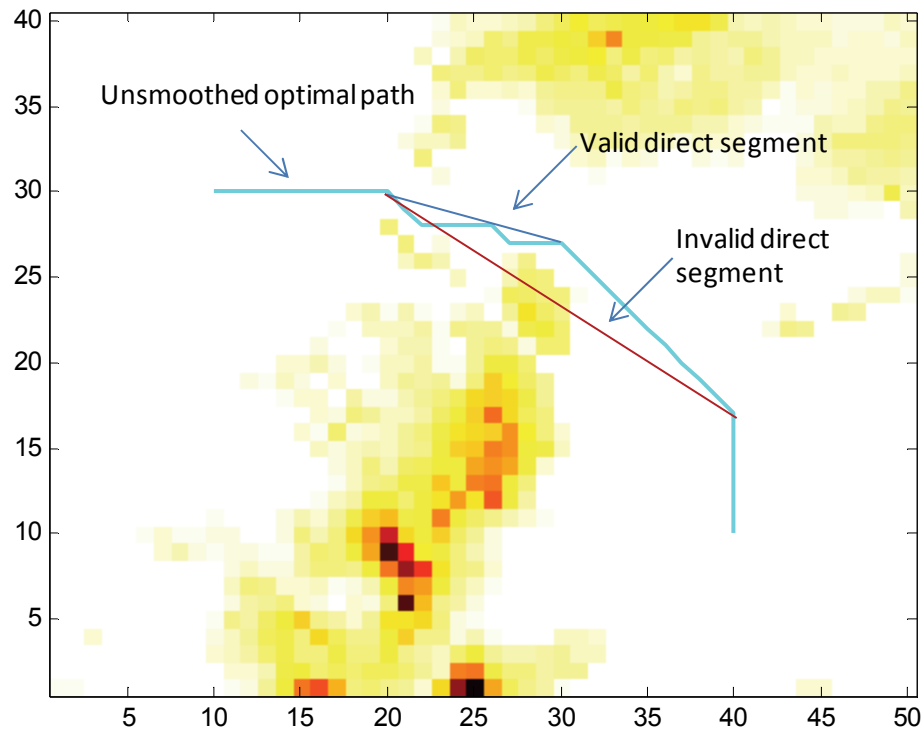 40
35
30
25
20
15
10
5
Unsmoothed optimal path
Valid direct segment
Invalid direct
segment
5 10 15 20 25 30 35 40 45 50